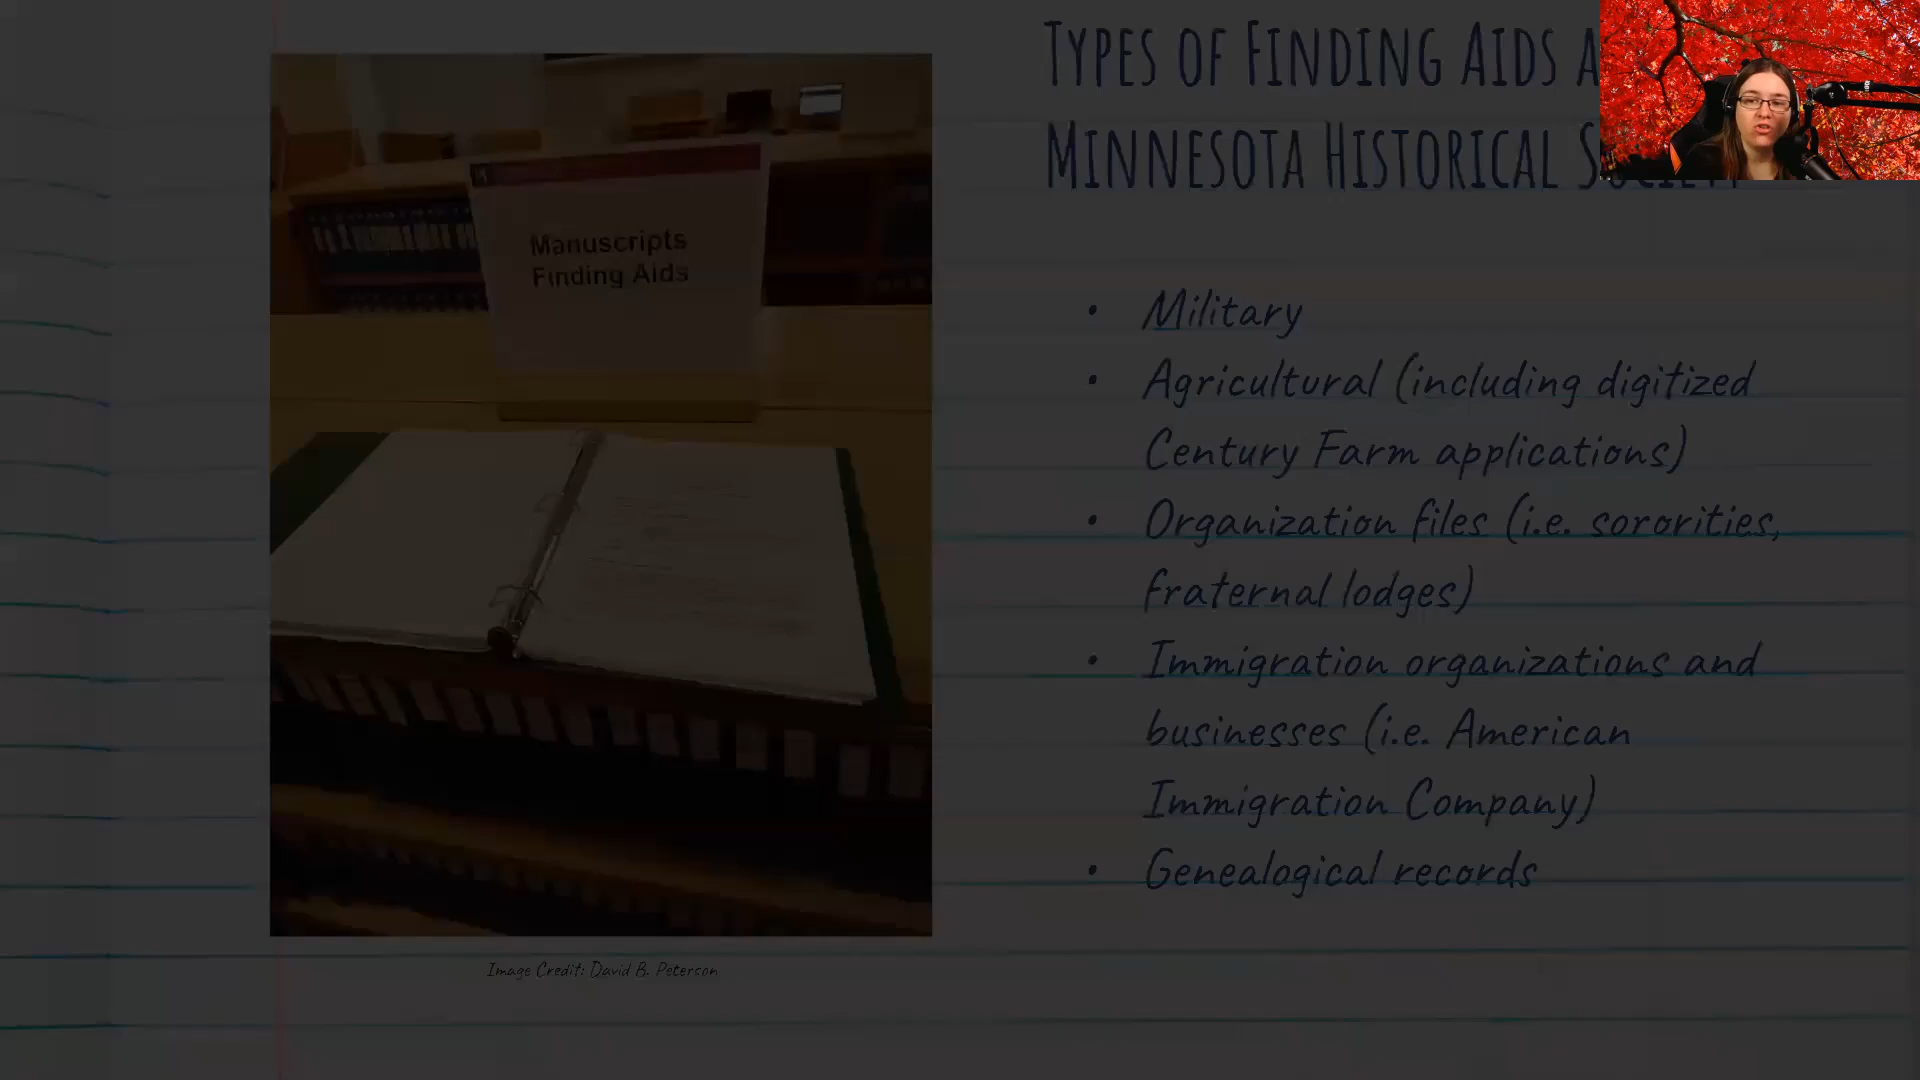 Types of Finding Aids
Minnesota Historical Society
Manuscripts
Finding Aids
• Military
• Agricultural (including digitized
Century Farm applications)
• Organization files (i.e. sororities,
fraternal lodges)
• Immigration organizations and
businesses (i.e. American
Immigration Company)
• Genealogical records
Image Credit: David B. Peterson